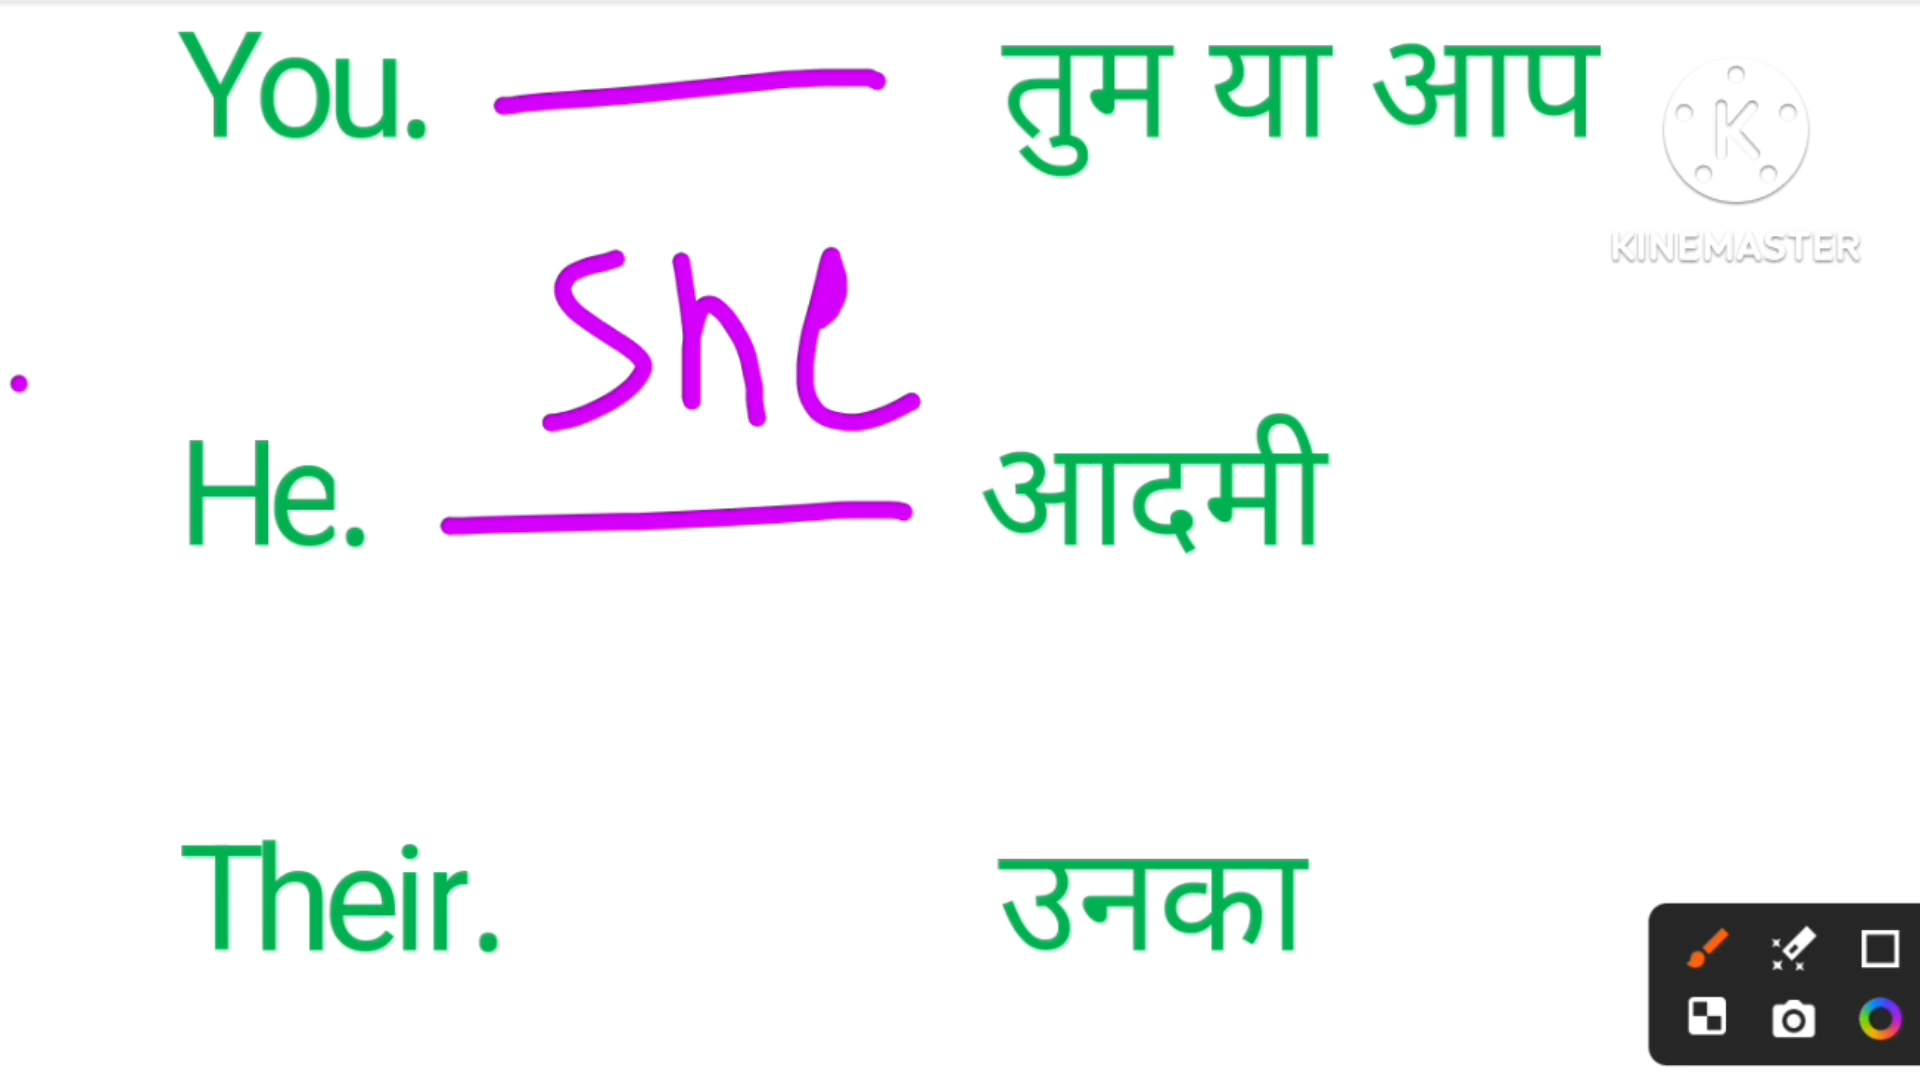 You. तुम या आप
K
KINEMASTER
she
He. आदमी
Their. उनका